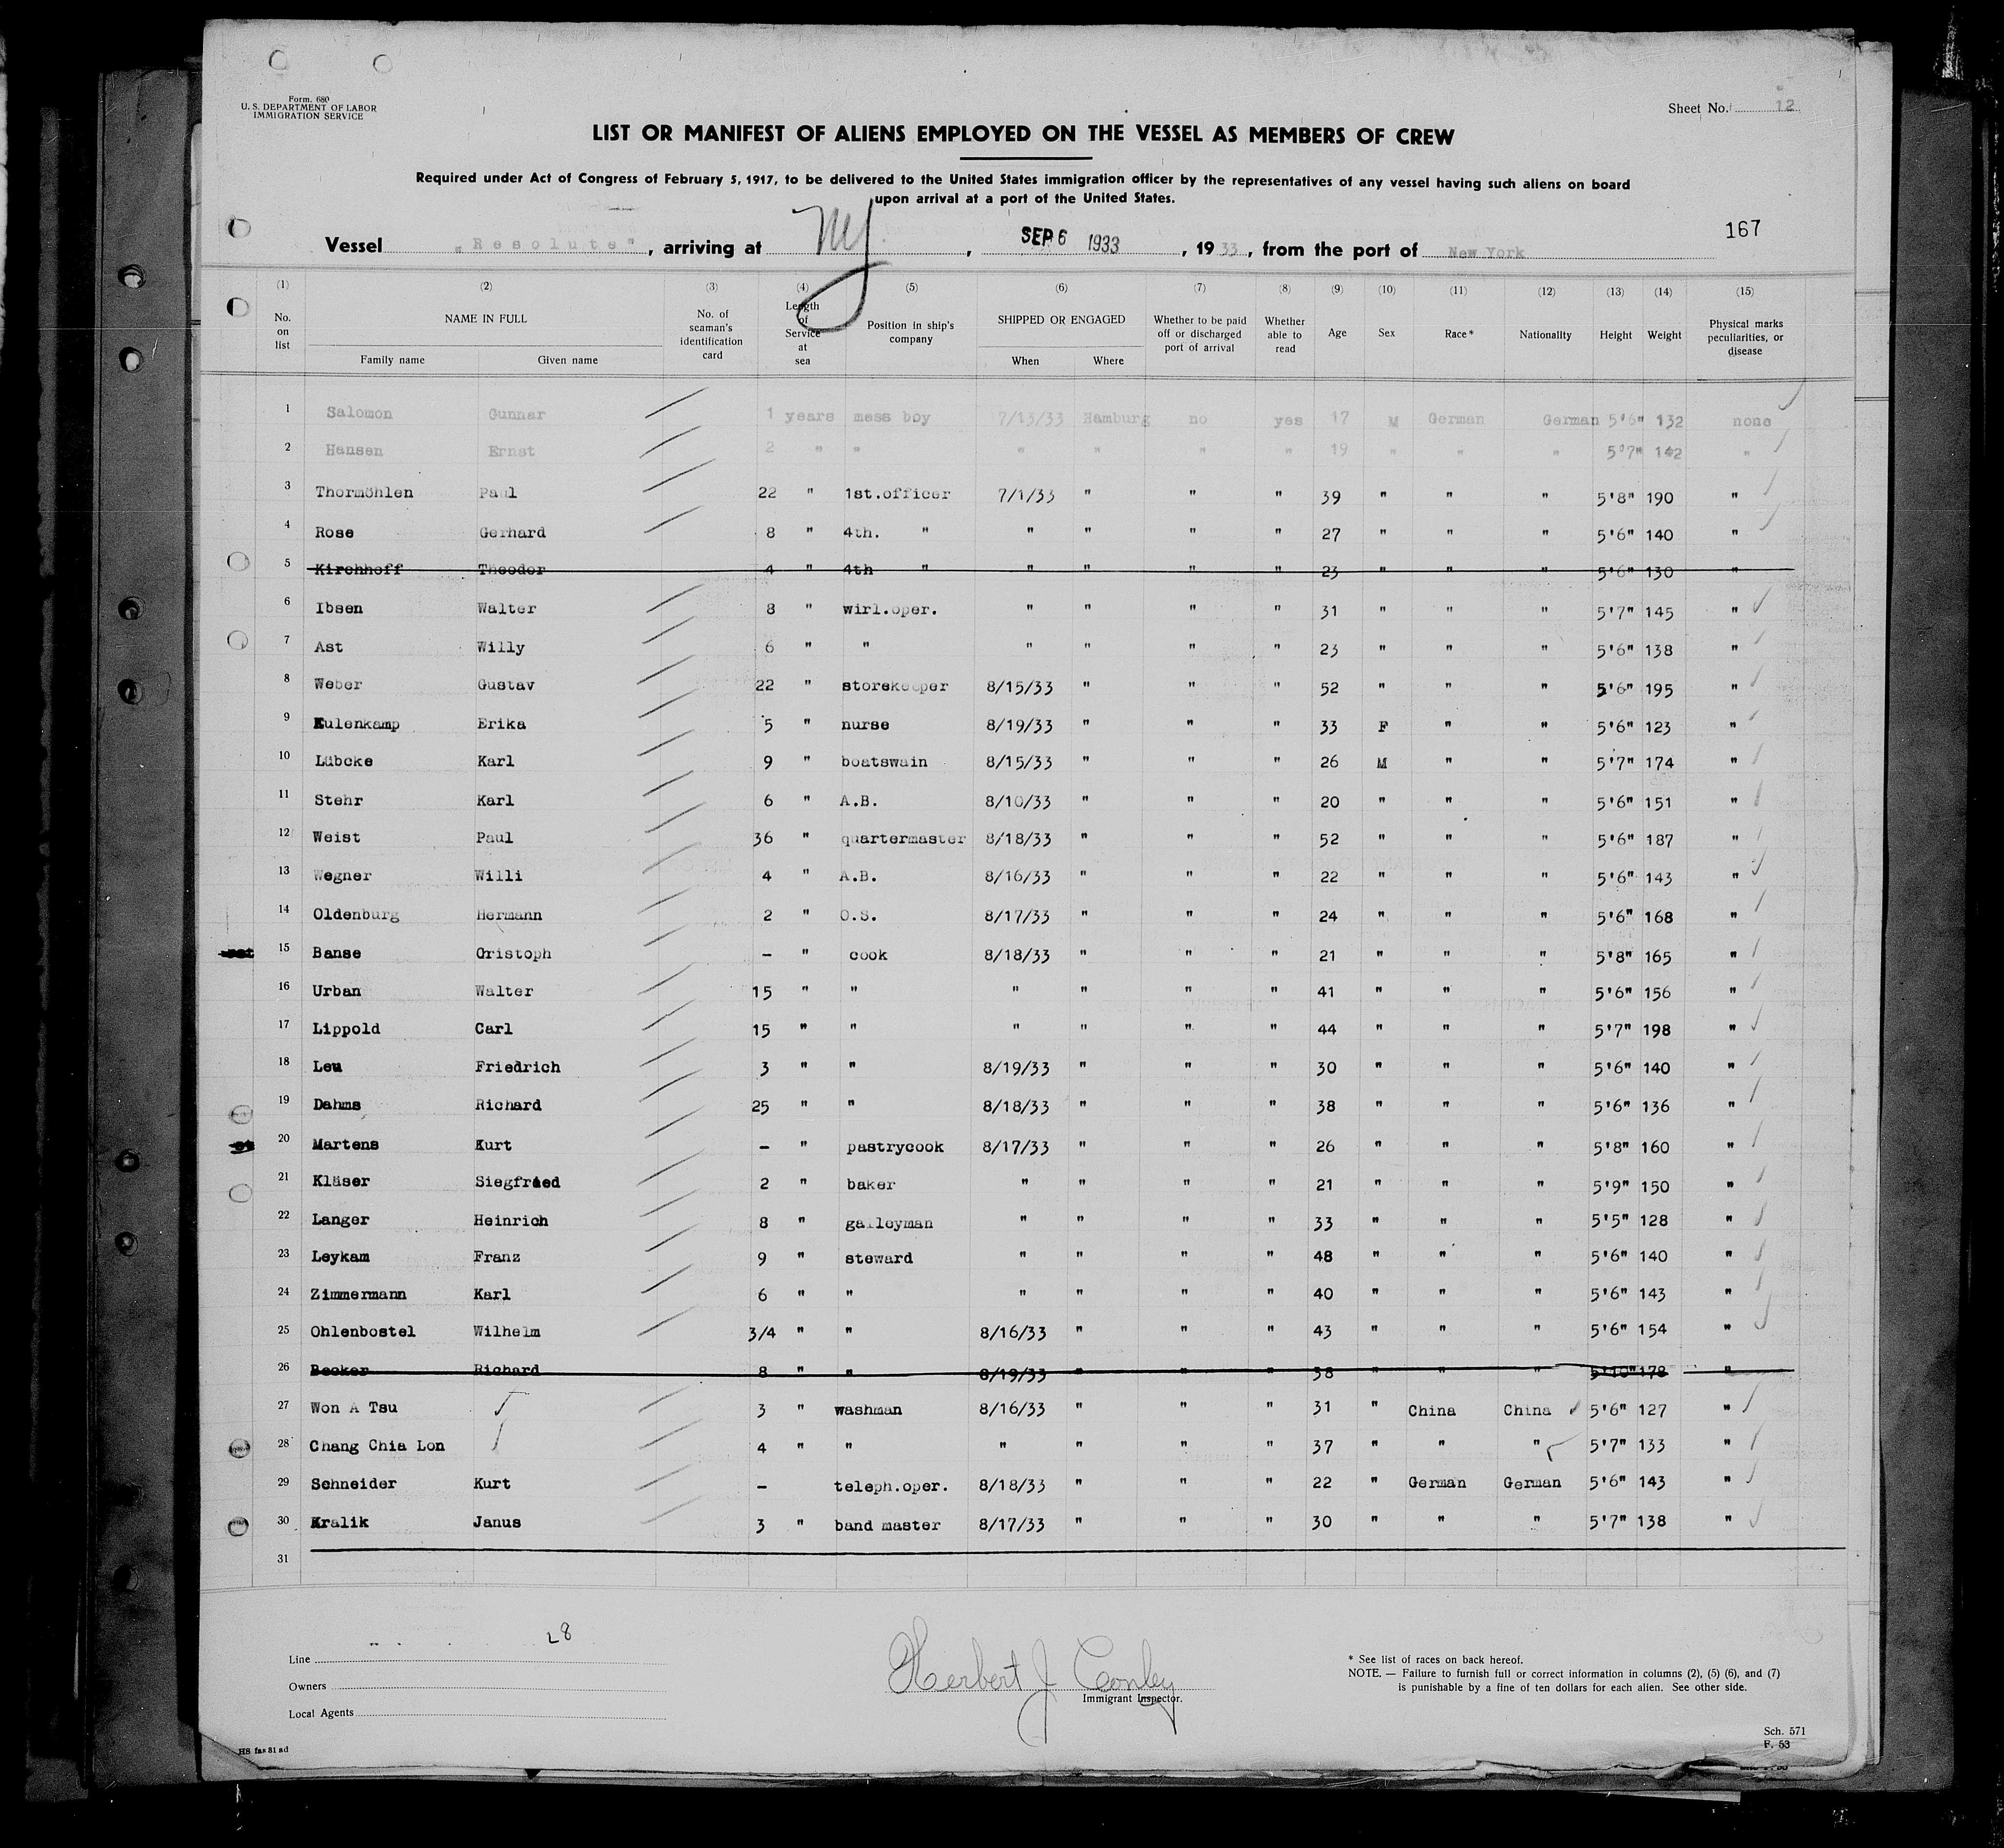 Form. 680
U. S. DEPARTMENT OF LABOR
IMMIGRATION SERVICE
Sheet No. 12
LIST OR MANIFEST OF ALIENS EMPLOYED ON THE VESSEL AS MEMBERS OF CREW
Required under Act of Congress of February 5, 1917, to be delivered to the United States immigration officer by the representatives of any vessel having such aliens on board
upon arrival at a port of the United States.
167
Vessel "Resolute", arriving at NY, SEP 6 1933, 1933, from the port of New York
(1) (2) (3) (4) (5) (6) (7) (8) (9) (10) (11) (12) (13) (14) (15)
No. on list NAME IN FULL Family name Given name No. of seaman's identification card Length of Service at sea Position in ship's company SHIPPED OR ENGAGED When Where Whether to be paid off or discharged port of arrival Whether able to read Age Sex Race* Nationality Height Weight Physical marks peculiarities, or disease
1 Salomon Gunnar 1 years mess boy 7/13/33 Hamburg no yes 17 M German German 5'6" 132 none
2 Hansen Ernst 2 " " " " " " 19 " " " 5'7" 142 "
3 Thormöhlen Paul 22 " 1st.officer 7/1/33 " " " 39 " " " 5'8" 190 "
4 Rose Gerhard 8 " 4th. " " " " " 27 " " " 5'6" 140 "
5 Kirchhoff Theodor 4 " 4th " " " " " 23 " " " 5'6" 130 "
6 Ibsen Walter 8 " wirl.oper. " " " " 31 " " " 5'7" 145 "
7 Ast Willy 6 " " " " " " 23 " " " 5'6" 138 "
8 Weber Gustav 22 " storekeeper 8/15/33 " " " 52 " " " 5'6" 195 "
9 Kulenkamp Erika 5 " nurse 8/19/33 " " " 33 F " " 5'6" 123 "
10 Lübcke Karl 9 " boatswain 8/15/33 " " " 26 M " " 5'7" 174 "
11 Stehr Karl 6 " A.B. 8/10/33 " " " 20 " " " 5'6" 151 "
12 Weist Paul 36 " quartermaster 8/18/33 " " " 52 " " " 5'6" 187 "
13 Wegner Willi 4 " A.B. 8/16/33 " " " 22 " " " 5'6" 143 "
14 Oldenburg Hermann 2 " O.S. 8/17/33 " " " 24 " " " 5'6" 168 "
15 Banse Cristoph - " cook 8/18/33 " " " 21 " " " 5'8" 165 "
16 Urban Walter 15 " " " " " " 41 " " " 5'6" 156 "
17 Lippold Carl 15 " " " " " " 44 " " " 5'7" 198 "
18 Leu Friedrich 3 " " 8/19/33 " " " 30 " " " 5'6" 140 "
19 Dahms Richard 25 " " 8/18/33 " " " 38 " " " 5'6" 136 "
20 Martens Kurt - " pastrycook 8/17/33 " " " 26 " " " 5'8" 160 "
21 Kläser Siegfried 2 " baker " " " " 21 " " " 5'9" 150 "
22 Langer Heinrich 8 " galleyman " " " " 33 " " " 5'5" 128 "
23 Leykam Franz 9 " steward " " " " 48 " " " 5'6" 140 "
24 Zimmermann Karl 6 " " " " " " 40 " " " 5'6" 143 "
25 Ohlenbostel Wilhelm 3/4 " " 8/16/33 " " " 43 " " " 5'6" 154 "
26 Becker Richard 8 " " 8/19/33 " " " 38 " " " 5'10" 178 "
27 Won A Tsu 3 " washman 8/16/33 " " " 31 " China China 5'6" 127 "
28 Chang Chia Lon 4 " " " " " " 37 " " " 5'7" 133 "
29 Schneider Kurt - teleph.oper. 8/18/33 " " " 22 " German German 5'6" 143 "
30 Kralik Janus 3 " band master 8/17/33 " " " 30 " " " 5'7" 138 "
31
28
Line
Owners
Local Agents
Herbert J Conley
Immigrant Inspector.
* See list of races on back hereof.
NOTE. — Failure to furnish full or correct information in columns (2), (5) (6), and (7)
is punishable by a fine of ten dollars for each alien. See other side.
Sch. 571
F. 53
HS fas 81 ad